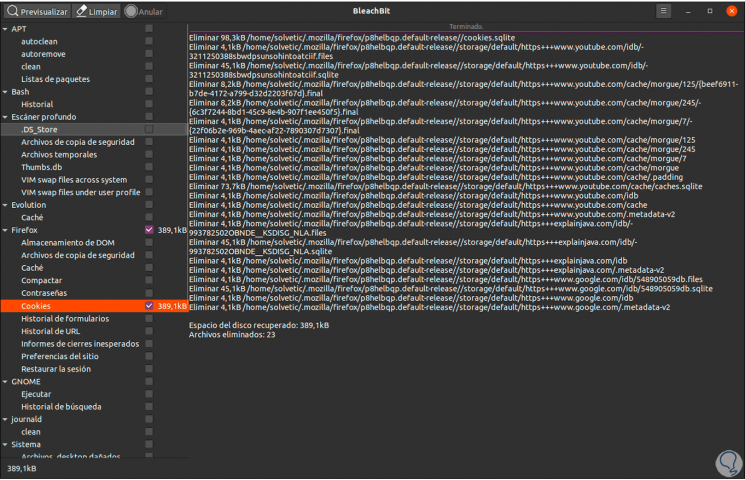 Previsualizar
Limpiar
Anular
BleachBit
APT
autoclean
autoremove
clean
Listas de paquetes
Bash
Historial
Escáner profundo
.DS_Store
Archivos de copia de seguridad
Archivos temporales
Thumbs.db
VIM swap files across system
VIM swap files under user profile
Evolution
Caché
Firefox 389,1kB
Almacenamiento de DOM
Archivos de copia de seguridad
Caché
Compactar
Contraseñas
Cookies 389,1kB
Historial de formularios
Historial de URL
Informes de cierres inesperados
Preferencias del sitio
Restaurar la sesión
GNOME
Ejecutar
Historial de búsqueda
journald
clean
Sistema
Archivos .desktop dañados
389,1kB
Terminado.
Eliminar 98,3kB /home/solvetic/.mozilla/firefox/p8helbqp.default-release//cookies.sqlite
Eliminar 4,1kB /home/solvetic/.mozilla/firefox/p8helbqp.default-release//storage/default/https+++www.youtube.com/idb/-
3211250388sbwdpsunsohintoatciif.files
Eliminar 45,1kB /home/solvetic/.mozilla/firefox/p8helbqp.default-release//storage/default/https+++www.youtube.com/idb/-
3211250388sbwdpsunsohintoatciif.sqlite
Eliminar 8,2kB /home/solvetic/.mozilla/firefox/p8helbqp.default-release//storage/default/https+++www.youtube.com/cache/morgue/125/{beef6911-
b7de-4172-a799-d32d2203f67d}.final
Eliminar 8,2kB /home/solvetic/.mozilla/firefox/p8helbqp.default-release//storage/default/https+++www.youtube.com/cache/morgue/245/-
{6c3f7244-8bd1-45c9-8e4b-907f1ee450f5}.final
Eliminar 4,1kB /home/solvetic/.mozilla/firefox/p8helbqp.default-release//storage/default/https+++www.youtube.com/cache/morgue/7/-
{22f06b2e-969b-4aec-af22-7890307d7307}.final
Eliminar 4,1kB /home/solvetic/.mozilla/firefox/p8helbqp.default-release//storage/default/https+++www.youtube.com/cache/morgue/125
Eliminar 4,1kB /home/solvetic/.mozilla/firefox/p8helbqp.default-release//storage/default/https+++www.youtube.com/cache/morgue/245
Eliminar 4,1kB /home/solvetic/.mozilla/firefox/p8helbqp.default-release//storage/default/https+++www.youtube.com/cache/morgue/7
Eliminar 4,1kB /home/solvetic/.mozilla/firefox/p8helbqp.default-release//storage/default/https+++www.youtube.com/cache/morgue
Eliminar 4,1kB /home/solvetic/.mozilla/firefox/p8helbqp.default-release//storage/default/https+++www.youtube.com/cache/.padding
Eliminar 73,7kB /home/solvetic/.mozilla/firefox/p8helbqp.default-release//storage/default/https+++www.youtube.com/cache/caches.sqlite
Eliminar 4,1kB /home/solvetic/.mozilla/firefox/p8helbqp.default-release//storage/default/https+++www.youtube.com/idb
Eliminar 4,1kB /home/solvetic/.mozilla/firefox/p8helbqp.default-release//storage/default/https+++www.youtube.com/cache
Eliminar 4,1kB /home/solvetic/.mozilla/firefox/p8helbqp.default-release//storage/default/https+++www.youtube.com/.metadata-v2
Eliminar 4,1kB /home/solvetic/.mozilla/firefox/p8helbqp.default-release//storage/default/https+++explainjava.com/idb/-
993782502OBNDE__KSDISG_NLA.files
Eliminar 45,1kB /home/solvetic/.mozilla/firefox/p8helbqp.default-release//storage/default/https+++explainjava.com/idb/-
993782502OBNDE__KSDISG_NLA.sqlite
Eliminar 4,1kB /home/solvetic/.mozilla/firefox/p8helbqp.default-release//storage/default/https+++explainjava.com/idb
Eliminar 4,1kB /home/solvetic/.mozilla/firefox/p8helbqp.default-release//storage/default/https+++explainjava.com/.metadata-v2
Eliminar 4,1kB /home/solvetic/.mozilla/firefox/p8helbqp.default-release//storage/default/https+++www.google.com/idb/548905059db.files
Eliminar 45,1kB /home/solvetic/.mozilla/firefox/p8helbqp.default-release//storage/default/https+++www.google.com/idb/548905059db.sqlite
Eliminar 4,1kB /home/solvetic/.mozilla/firefox/p8helbqp.default-release//storage/default/https+++www.google.com/idb
Eliminar 4,1kB /home/solvetic/.mozilla/firefox/p8helbqp.default-release//storage/default/https+++www.google.com/.metadata-v2
Espacio del disco recuperado: 389,1kB
Archivos eliminados: 23